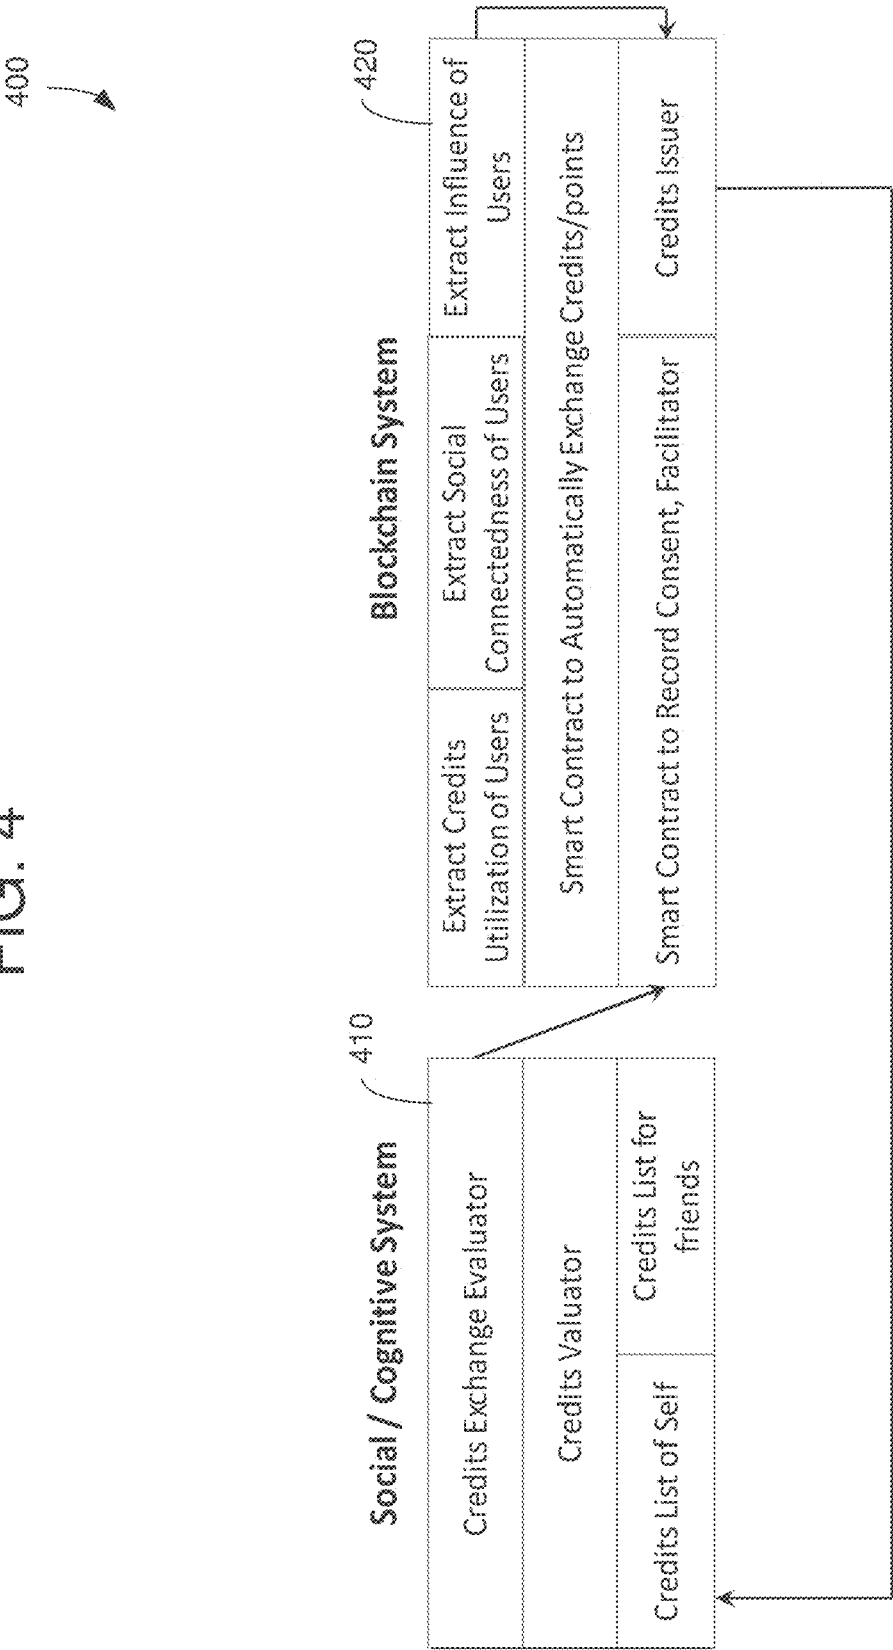 FIG. 4
400
Social / Cognitive System
410
Credits Exchange Evaluator
Credits Valuator
Credits List of Self
Credits List for
friends
Blockchain System
420
Extract Credits
Utilization of Users
Extract Social
Connectedness of Users
Extract Influence of
Users
Smart Contract to Automatically Exchange Credits/points
Smart Contract to Record Consent, Facilitator
Credits Issuer